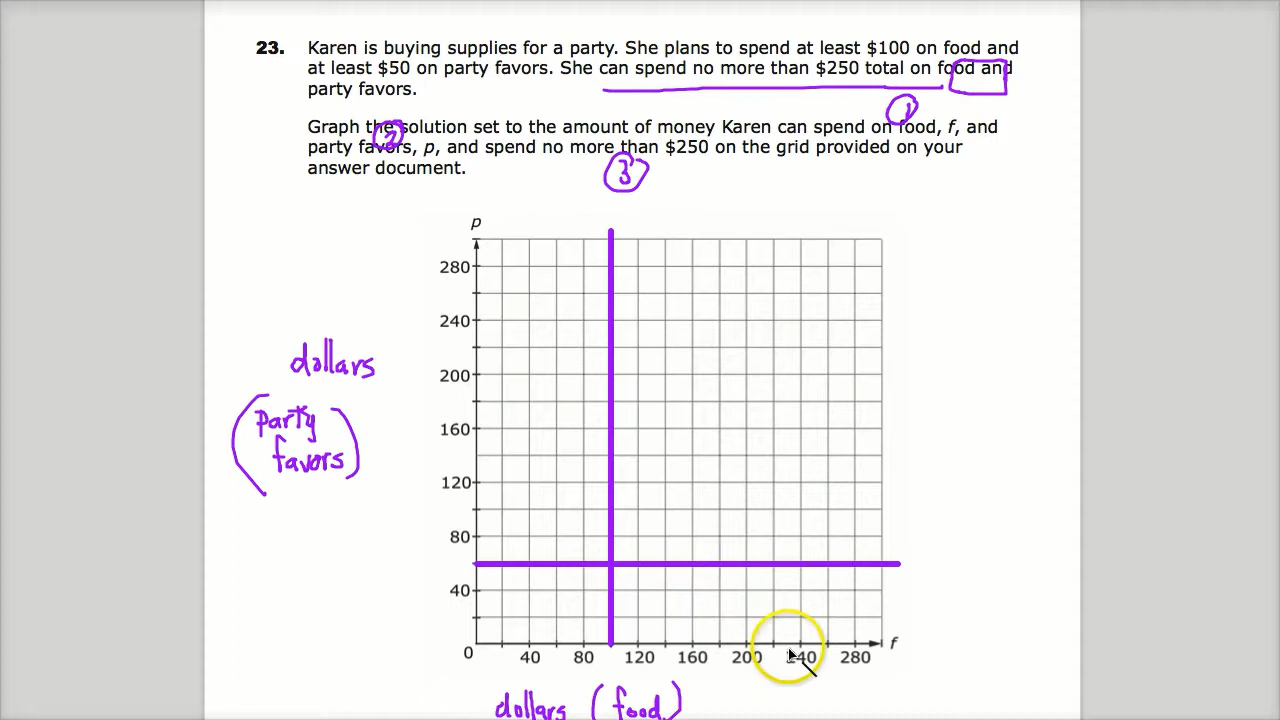 23. Karen is buying supplies for a party. She plans to spend at least $100 on food and
at least $50 on party favors. She can spend no more than $250 total on food and
party favors.
1
Graph the solution set to the amount of money Karen can spend on food, f, and
2
party favors, p, and spend no more than $250 on the grid provided on your
answer document.
3
p
280
240
dollars
200
(party
favors)
160
120
80
40
0 40 80 120 160 200 240 280 f
dollars (food)